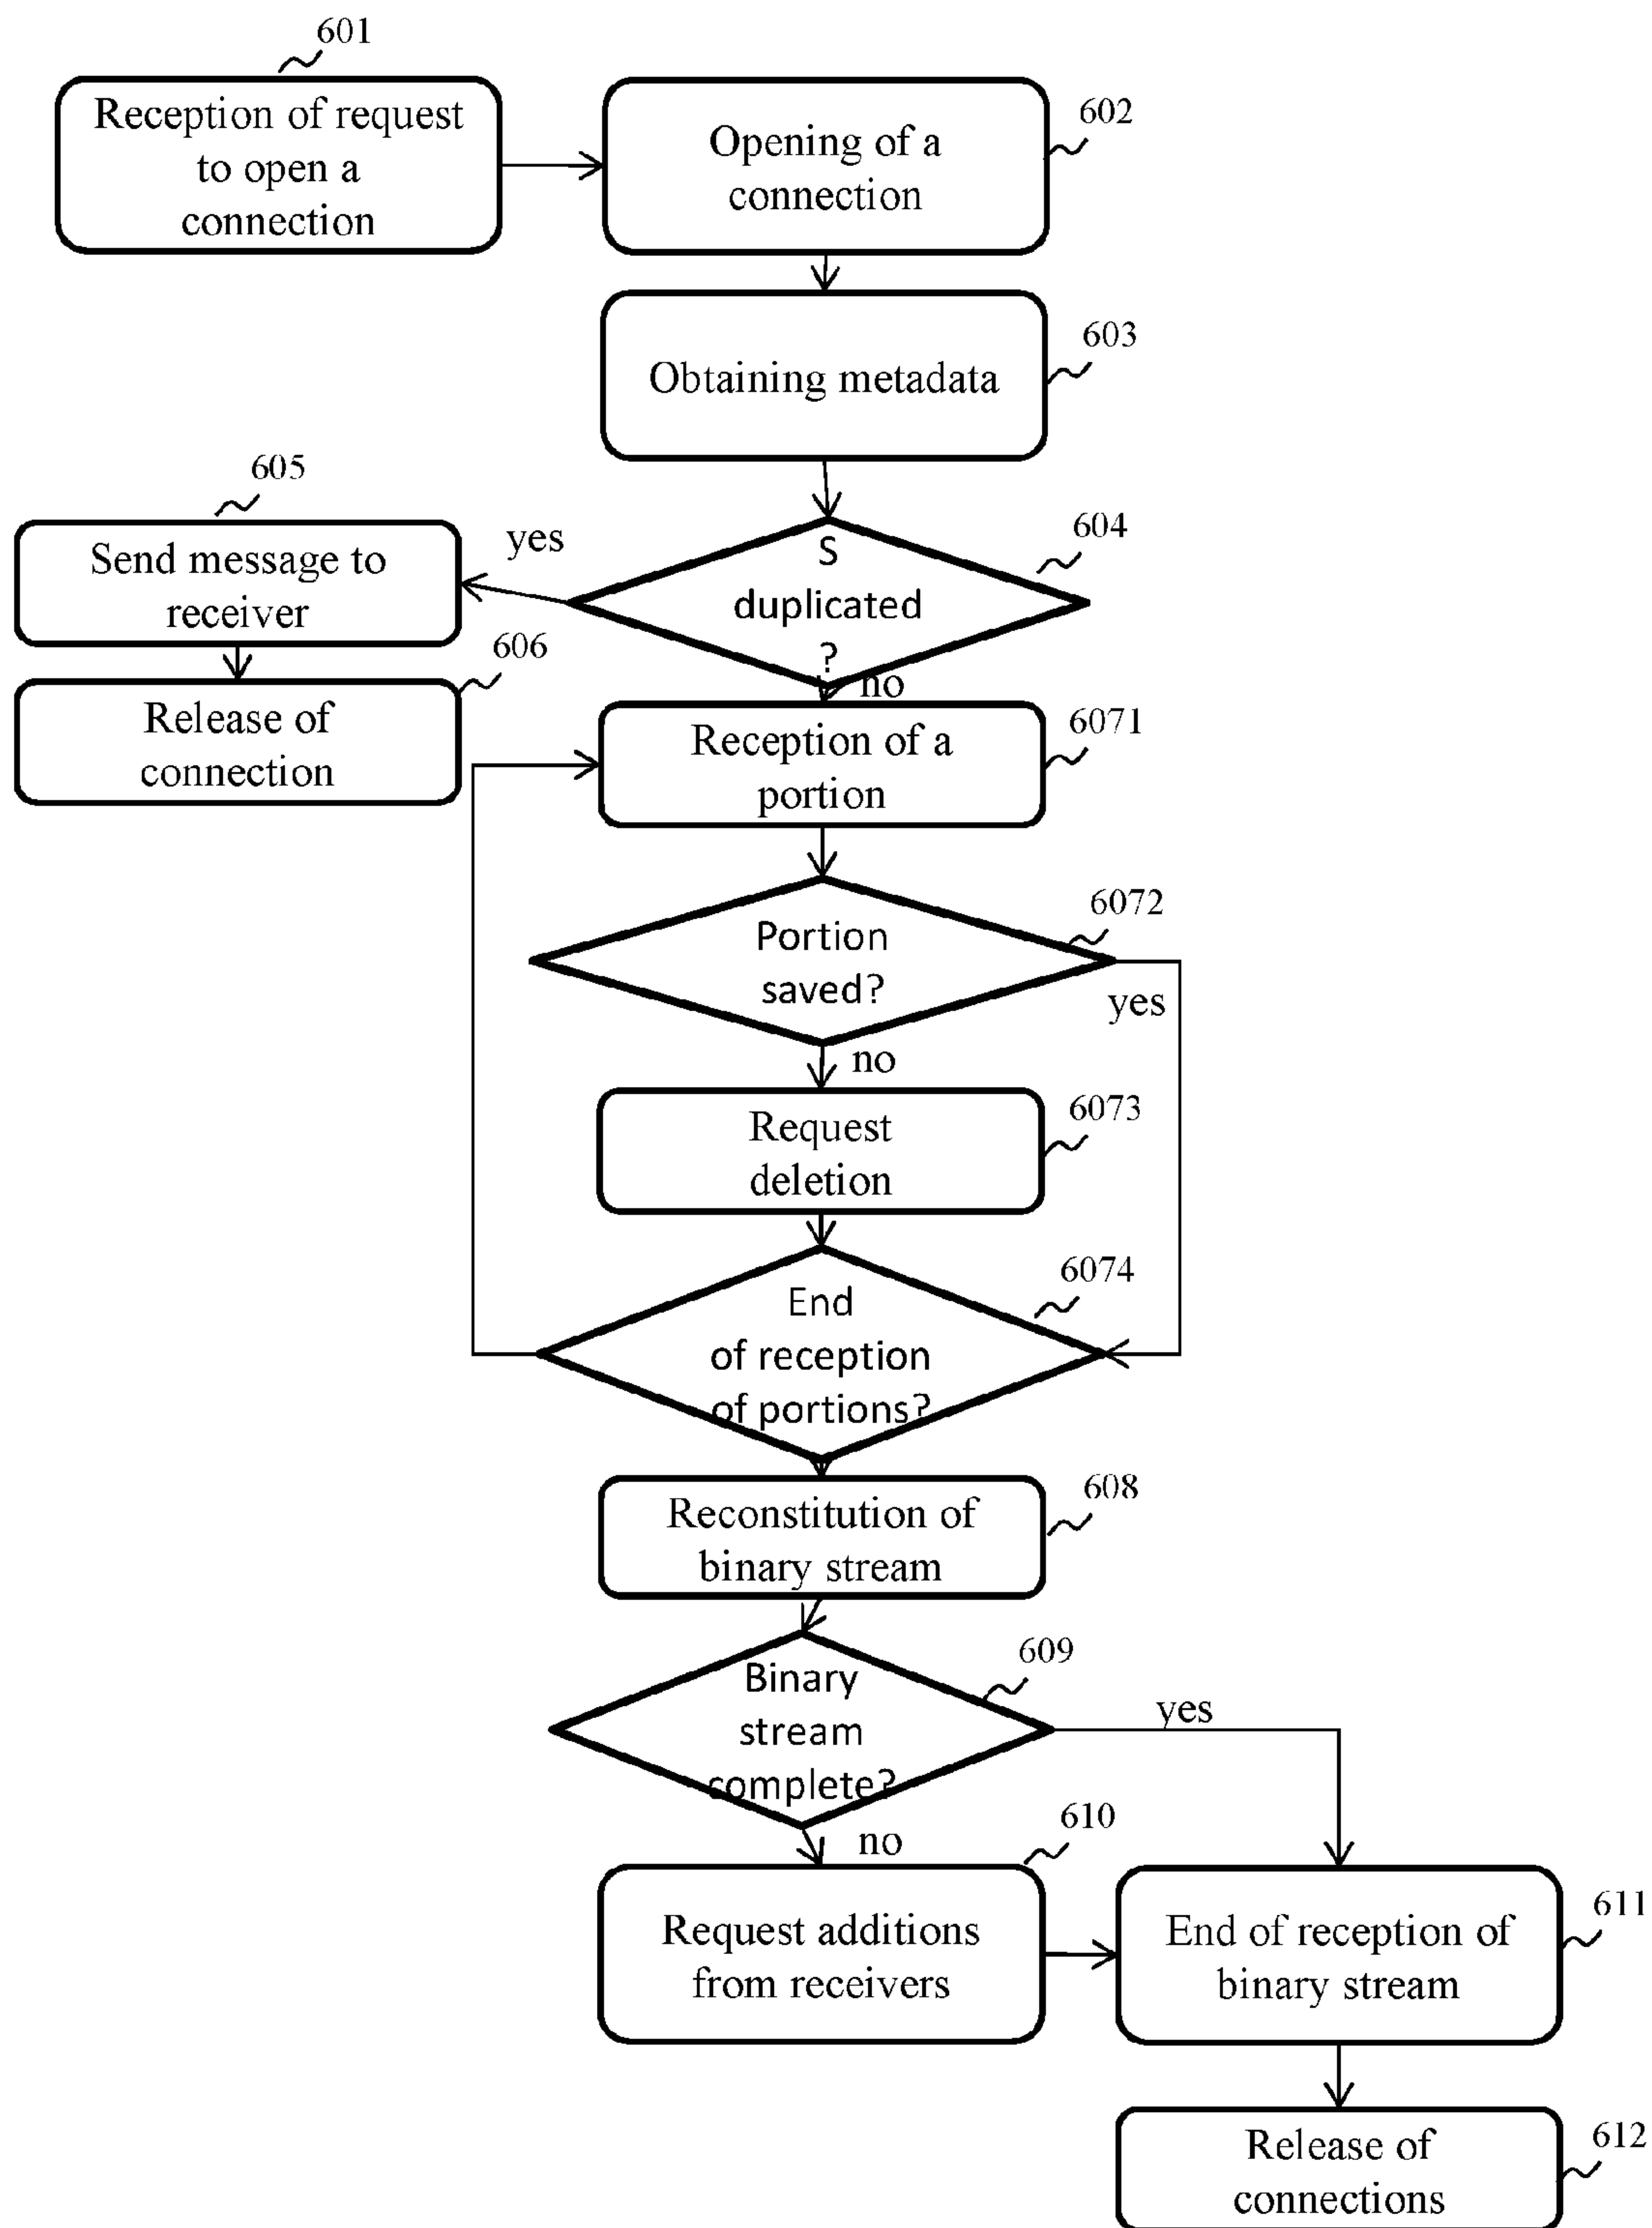 601
Reception of request
to open a
connection
602
Opening of a
connection
603
Obtaining metadata
604
S
duplicated
?
yes
605
Send message to
receiver
606
Release of
connection
no
6071
Reception of a
portion
6072
Portion
saved?
yes
no
6073
Request
deletion
6074
End
of reception
of portions?
608
Reconstitution of
binary stream
609
Binary
stream
complete?
yes
no
610
Request additions
from receivers
611
End of reception of
binary stream
612
Release of
connections